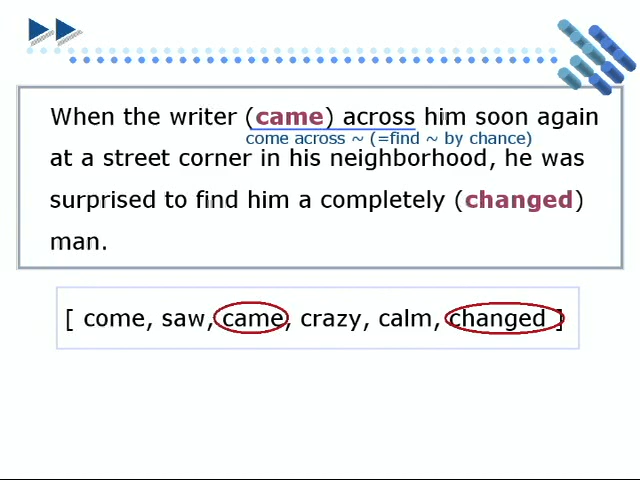 When the writer (came) across him soon again
come across ~ (=find ~ by chance)
at a street corner in his neighborhood, he was
surprised to find him a completely (changed)
man.
[ come, saw, came, crazy, calm, changed ]